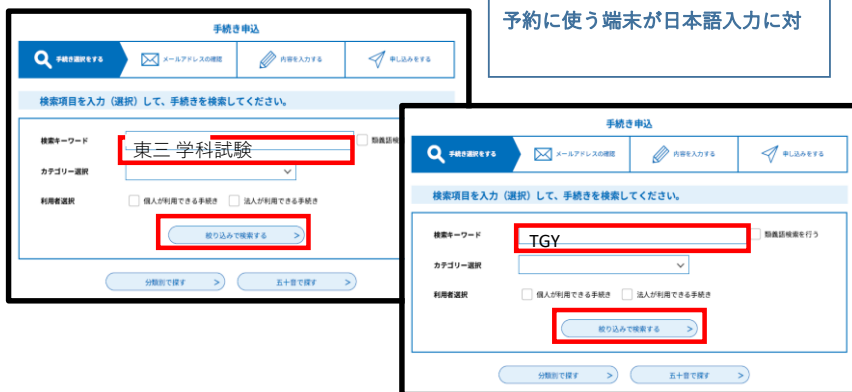 予約に使う端末が日本語入力に対
手続き申込
手続き選択をする
メールアドレスの確認
内容を入力する
申し込みをする
検索項目を入力(選択)して、手続きを検索してください。
検索キーワード
東三 学科試験
類義語検
カテゴリー選択
利用者選択
個人が利用できる手続き
法人が利用できる手続き
絞り込みで検索する >
分類別で探す >
五十音で探す >
手続き申込
手続き選択をする
メールアドレスの確認
内容を入力する
申し込みをする
検索項目を入力(選択)して、手続きを検索してください。
検索キーワード
TGY
類義語検索を行う
カテゴリー選択
利用者選択
個人が利用できる手続き
法人が利用できる手続き
絞り込みで検索する >
分類別で探す >
五十音で探す >